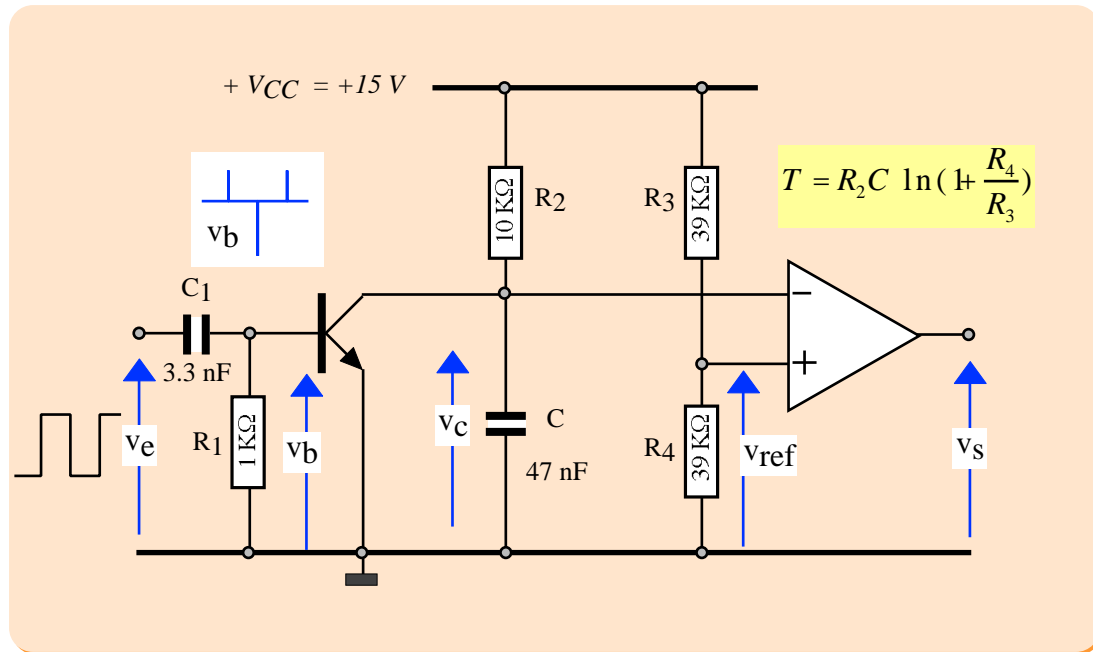 + VCC = +15 V
T = R2C ln(1+ R4/R3)
R2
10 KΩ
R3
39 KΩ
vb
C1
3.3 nF
ve
R1
1 KΩ
vb
vc
C
47 nF
R4
39 KΩ
vref
vs
−
+